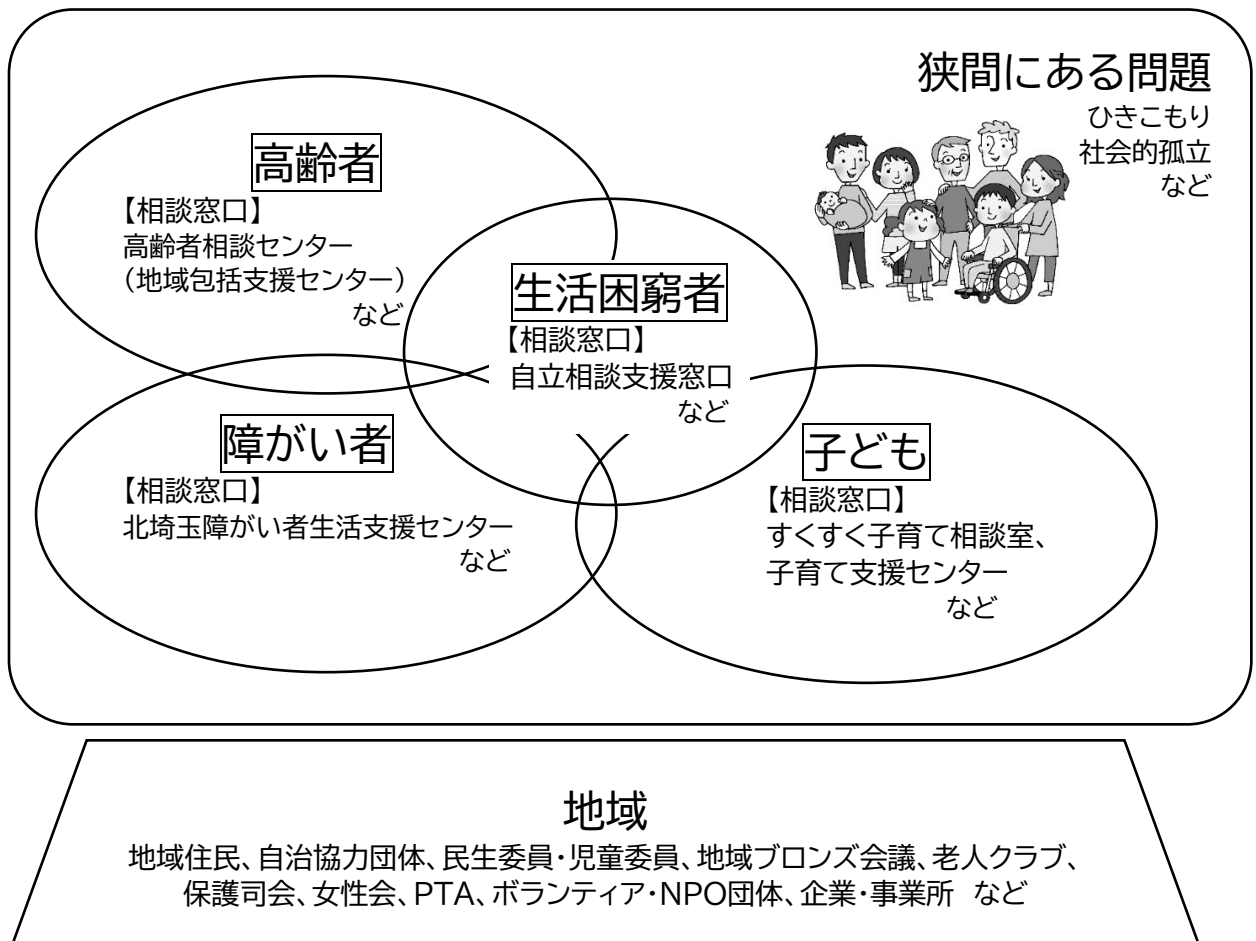 狭間にある問題
ひきこもり
社会的孤立
など
高齢者
【相談窓口】
高齢者相談センター
（地域包括支援センター）
など
生活困窮者
【相談窓口】
自立相談支援窓口
など
障がい者
【相談窓口】
北埼玉障がい者生活支援センター
など
子ども
【相談窓口】
すくすく子育て相談室、
子育て支援センター
など
地域
地域住民、自治協力団体、民生委員・児童委員、地域ブロンズ会議、老人クラブ、
保護司会、女性会、PTA、ボランティア・NPO団体、企業・事業所 など